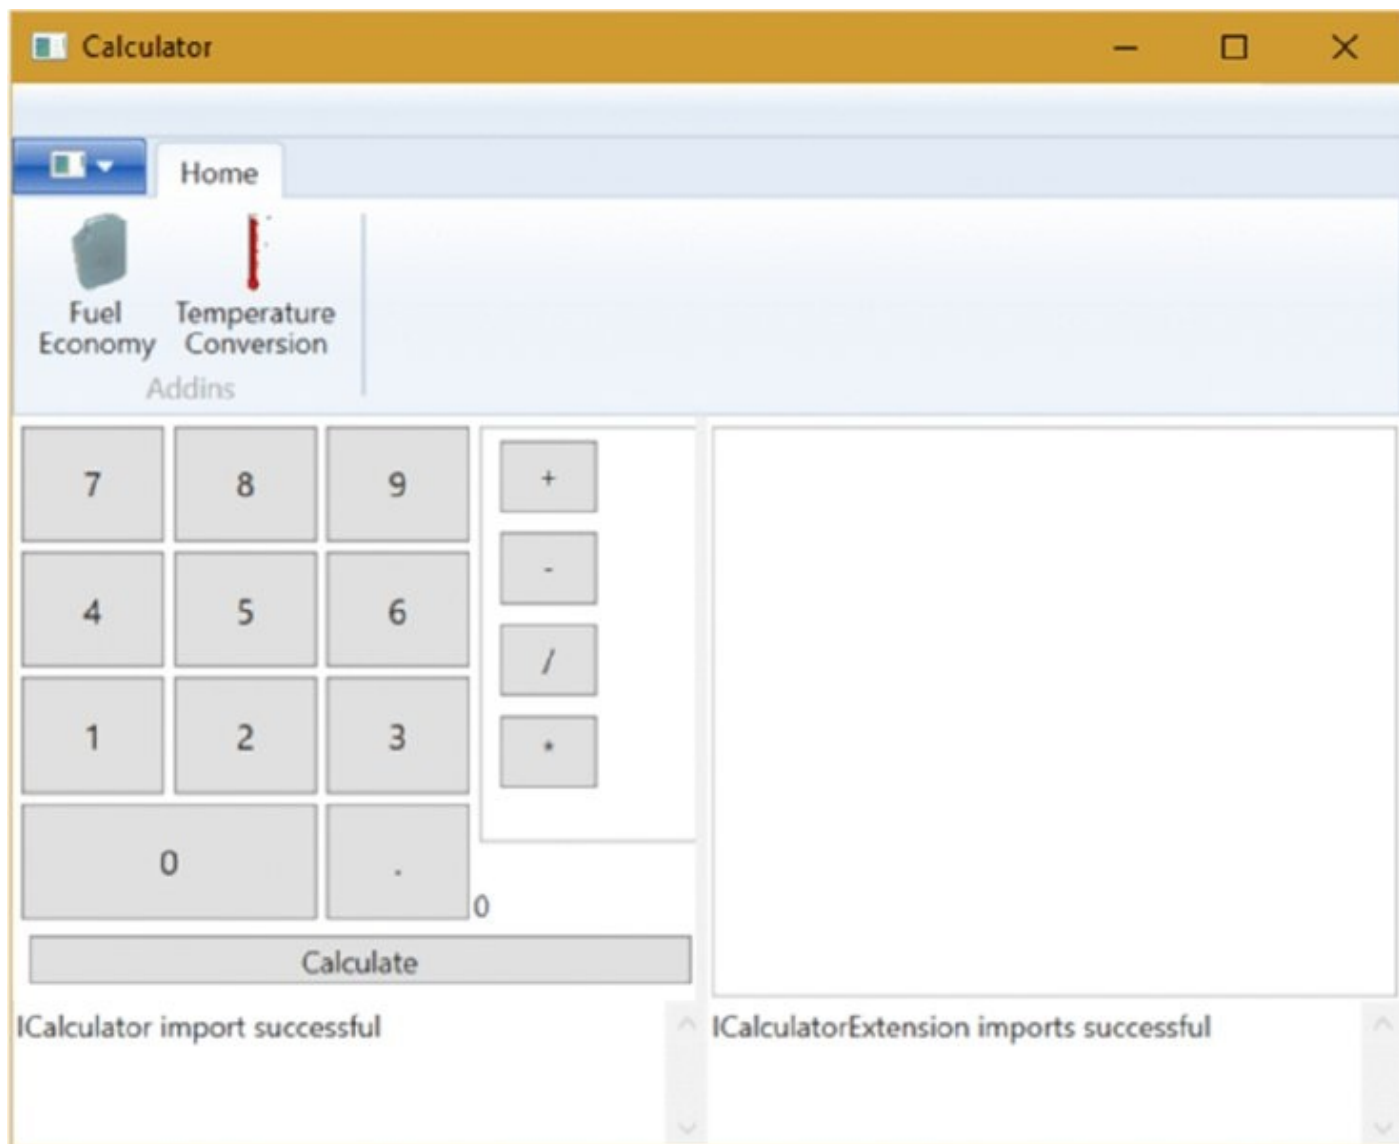 Calculator
Home
Fuel Economy
Temperature Conversion
Addins
7 8 9 +
-
4 5 6
/
1 2 3 *
0 .
0
Calculate
ICalculator import successful
ICalculatorExtension imports successful